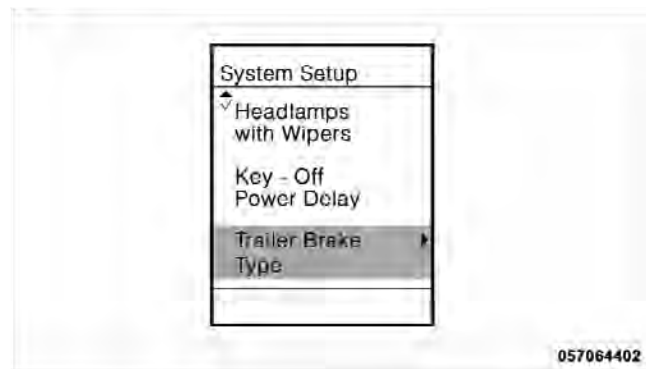 System Setup
Headlamps
with Wipers
Key - Off
Power Delay
Trailer Brake
Type
057064402